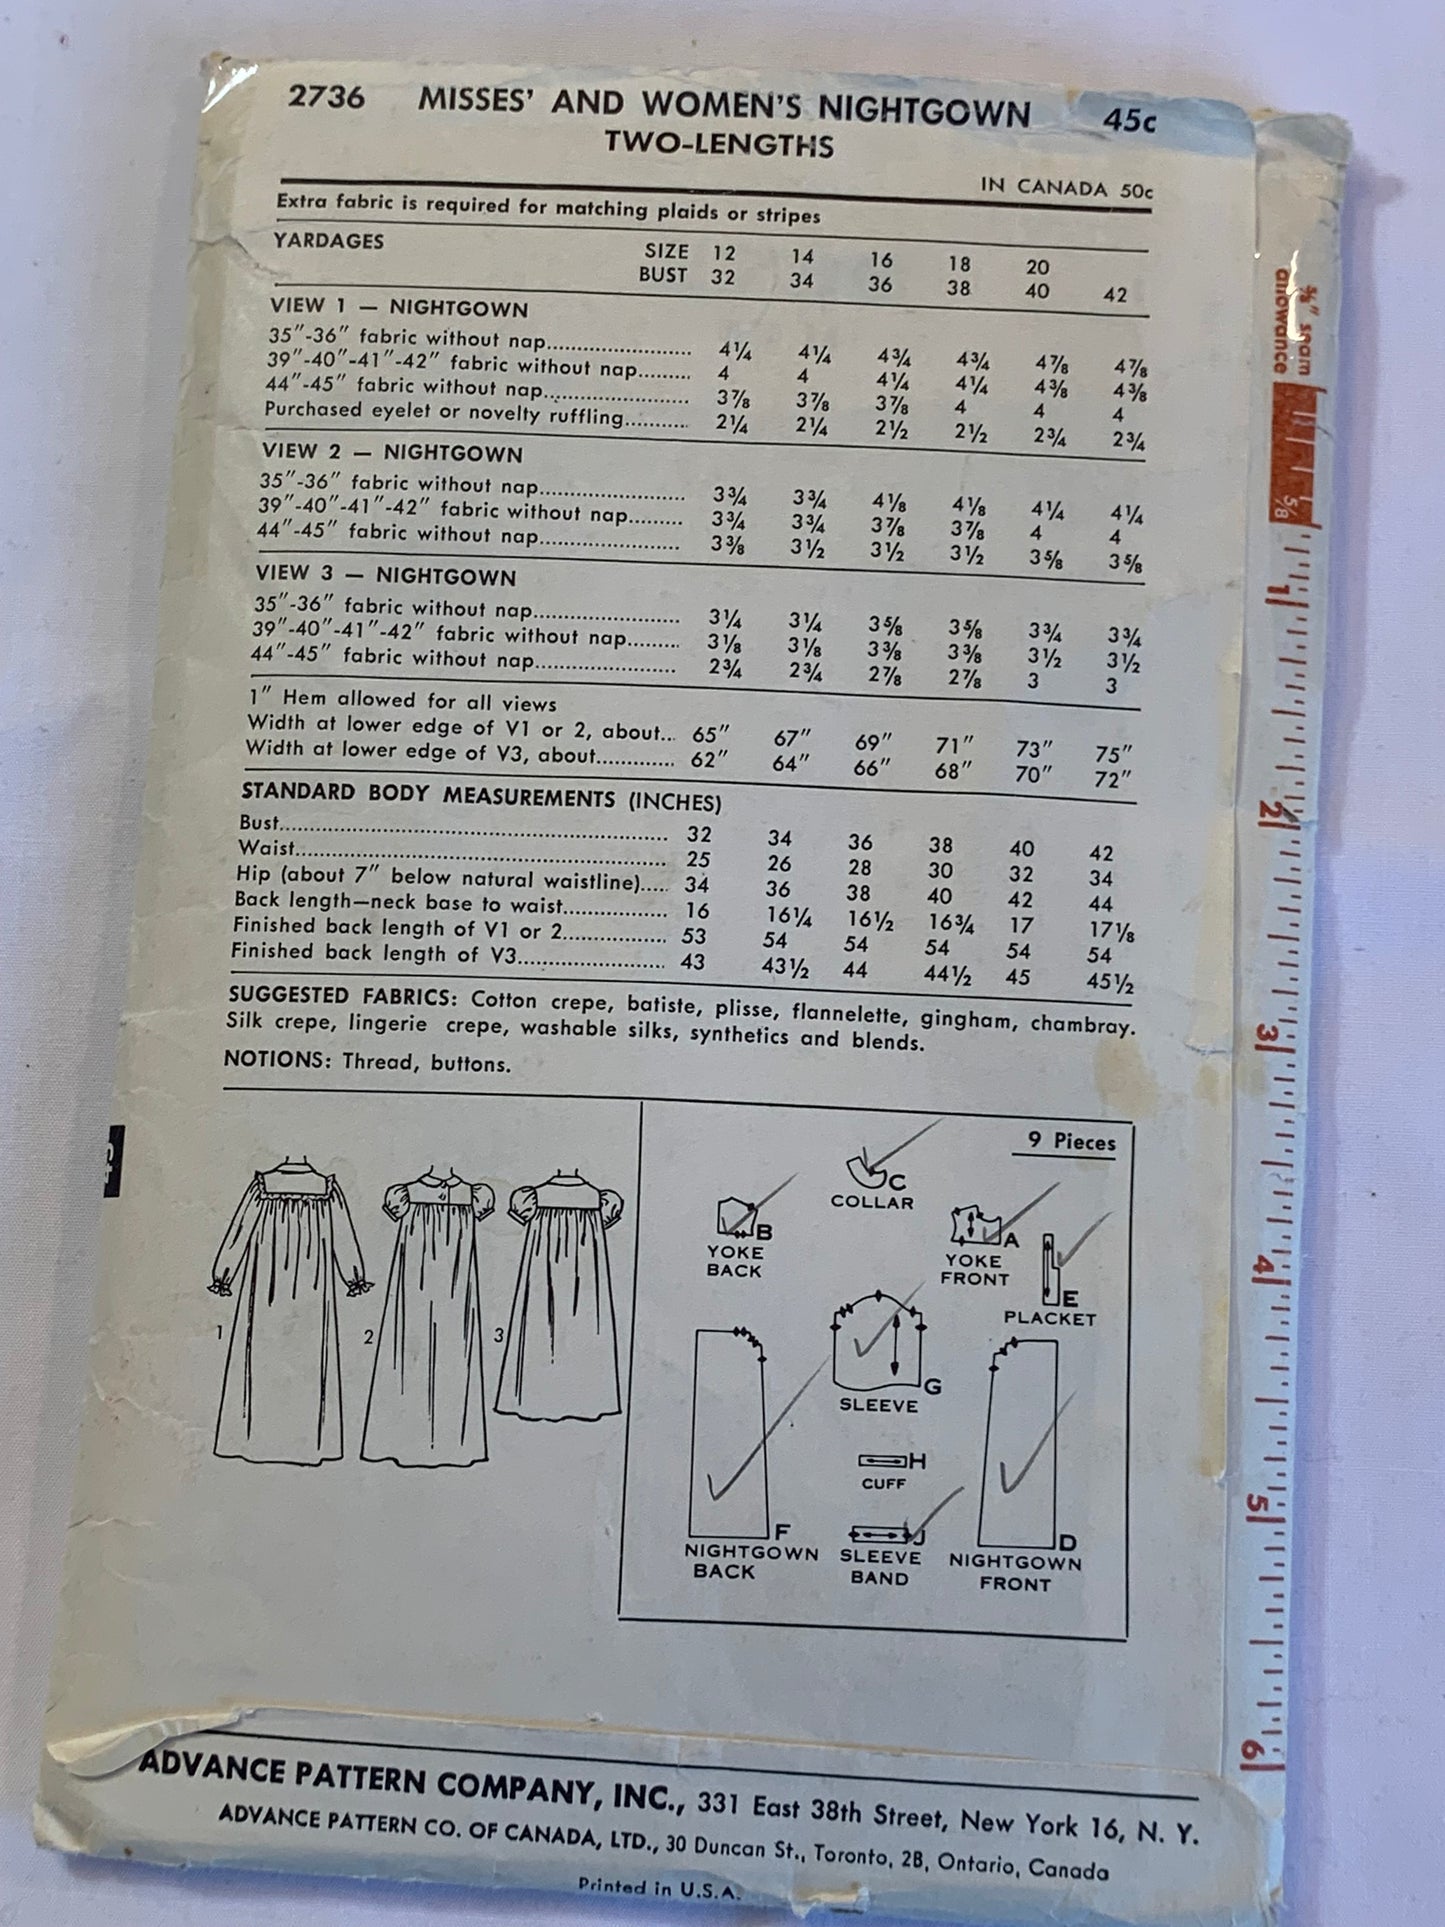 2736 MISSES' AND WOMEN'S NIGHTGOWN 45c
TWO-LENGTHS
IN CANADA 50c
Extra fabric is required for matching plaids or stripes
YARDAGES SIZE 12 14 16 18 20
BUST 32 34 36 38 40 42
VIEW 1 — NIGHTGOWN
35"-36" fabric without nap 4¼ 4¼ 4¾ 4¾ 4⅞ 4⅞
39"-40"-41"-42" fabric without nap 4 4 4¼ 4¼ 4⅜ 4⅜
44"-45" fabric without nap 3⅞ 3⅞ 3⅞ 4 4 4
Purchased eyelet or novelty ruffling 2¼ 2¼ 2½ 2½ 2¾ 2¾
VIEW 2 — NIGHTGOWN
35"-36" fabric without nap 3¾ 3¾ 4⅛ 4⅛ 4¼ 4¼
39"-40"-41"-42" fabric without nap 3¾ 3¾ 3⅞ 3⅞ 4 4
44"-45" fabric without nap 3⅜ 3½ 3½ 3½ 3⅝ 3⅝
VIEW 3 — NIGHTGOWN
35"-36" fabric without nap 3¼ 3¼ 3⅝ 3⅝ 3¾ 3¾
39"-40"-41"-42" fabric without nap 3⅛ 3⅛ 3⅜ 3⅜ 3½ 3½
44"-45" fabric without nap 2¾ 2¾ 2⅞ 2⅞ 3 3
1" Hem allowed for all views
Width at lower edge of V1 or 2, about... 65" 67" 69" 71" 73" 75"
Width at lower edge of V3, about 62" 64" 66" 68" 70" 72"
STANDARD BODY MEASUREMENTS (INCHES)
Bust 32 34 36 38 40 42
Waist 25 26 28 30 32 34
Hip (about 7" below natural waistline) 34 36 38 40 42 44
Back length—neck base to waist 16 16¼ 16½ 16¾ 17 17⅛
Finished back length of V1 or 2 53 54 54 54 54 54
Finished back length of V3 43 43½ 44 44½ 45 45½
SUGGESTED FABRICS: Cotton crepe, batiste, plisse, flannelette, gingham, chambray.
Silk crepe, lingerie crepe, washable silks, synthetics and blends.
NOTIONS: Thread, buttons.
1
2
3
9 Pieces
C
COLLAR
B
YOKE
BACK
A
YOKE
FRONT
E
PLACKET
G
SLEEVE
H
CUFF
F
NIGHTGOWN
BACK
J
SLEEVE
BAND
D
NIGHTGOWN
FRONT
ADVANCE PATTERN COMPANY, INC., 331 East 38th Street, New York 16, N. Y.
ADVANCE PATTERN CO. OF CANADA, LTD., 30 Duncan St., Toronto, 2B, Ontario, Canada
Printed in U.S.A.
⅝" seam
allowance
⅝
1
2
3
4
5
6